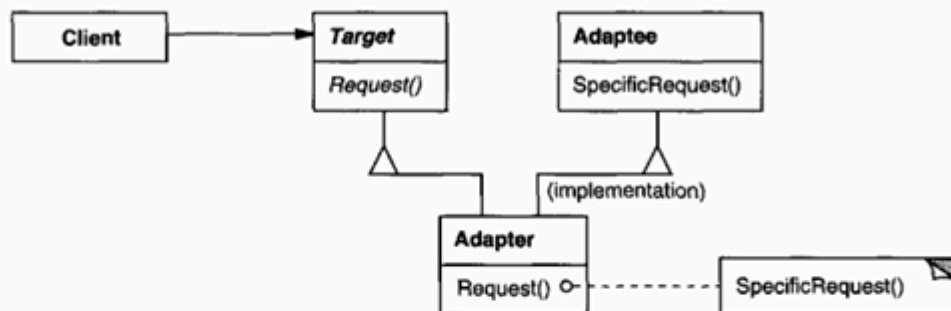 Client
Target
Request()
Adaptee
SpecificRequest()
(implementation)
Adapter
Request()
SpecificRequest()